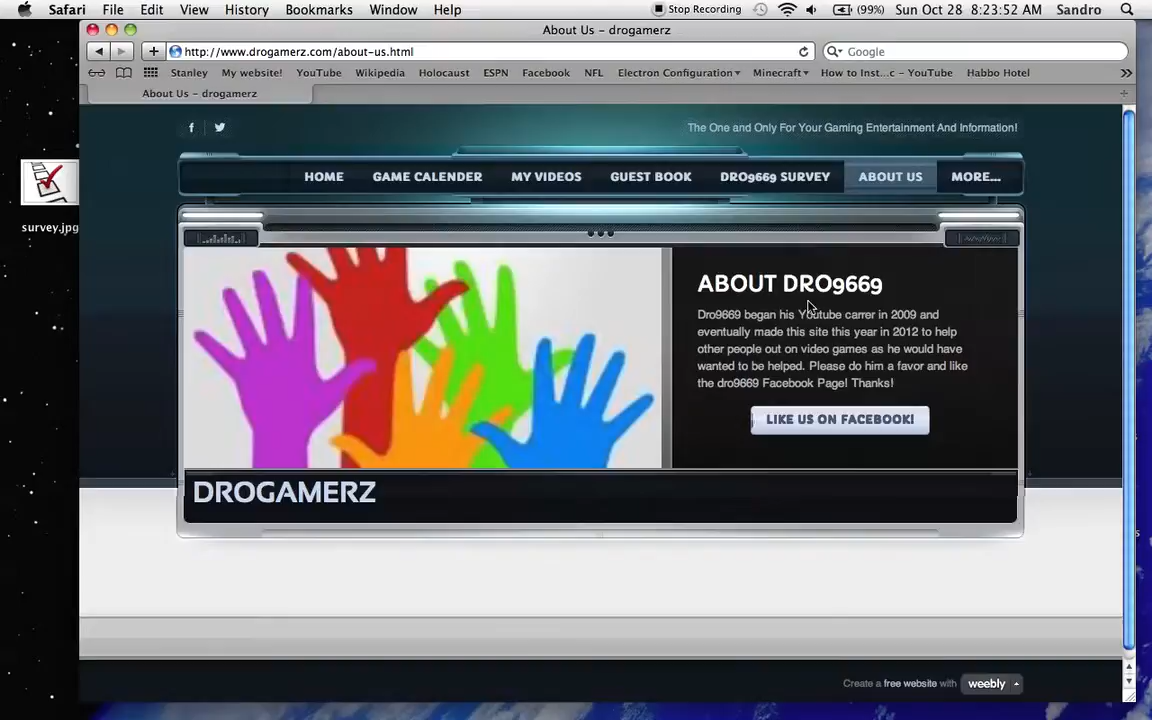 Safari File Edit View History Bookmarks Window Help Stop Recording (99%) Sun Oct 28 8:23:52 AM Sandro
About Us – drogamerz
http://www.drogamerz.com/about-us.html Google
Stanley My website! YouTube Wikipedia Holocaust ESPN Facebook NFL Electron Configuration Minecraft How to Inst...c – YouTube Habbo Hotel
About Us – drogamerz
The One and Only For Your Gaming Entertainment And Information!
HOME GAME CALENDER MY VIDEOS GUEST BOOK DRO9669 SURVEY ABOUT US MORE...
survey.jpg
ABOUT DRO9669
Dro9669 began his Youtube carrer in 2009 and
eventually made this site this year in 2012 to help
other people out on video games as he would have
wanted to be helped. Please do him a favor and like
the dro9669 Facebook Page! Thanks!
LIKE US ON FACEBOOK!
DROGAMERZ
Create a free website with weebly